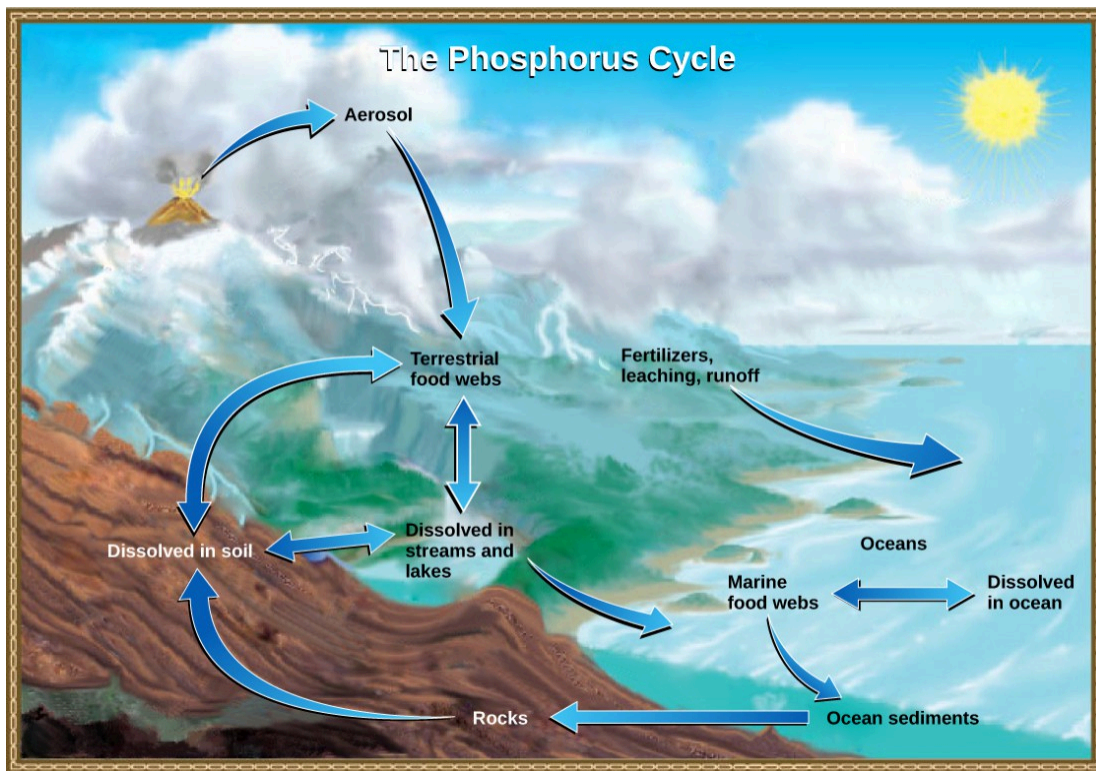 The Phosphorus Cycle
Aerosol
Terrestrial
food webs
Fertilizers,
leaching, runoff
Dissolved in soil
Dissolved in
streams and
lakes
Oceans
Marine
food webs
Dissolved
in ocean
Rocks
Ocean sediments